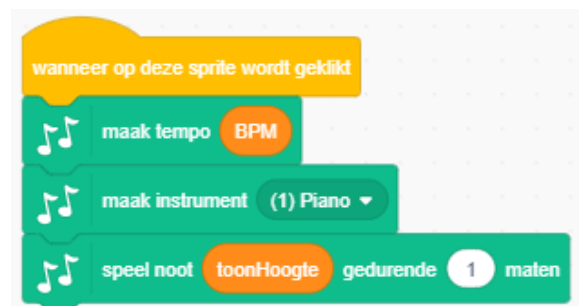 wanneer op deze sprite wordt geklikt
maak tempo BPM
maak instrument (1) Piano
speel noot toonHoogte gedurende 1 maten